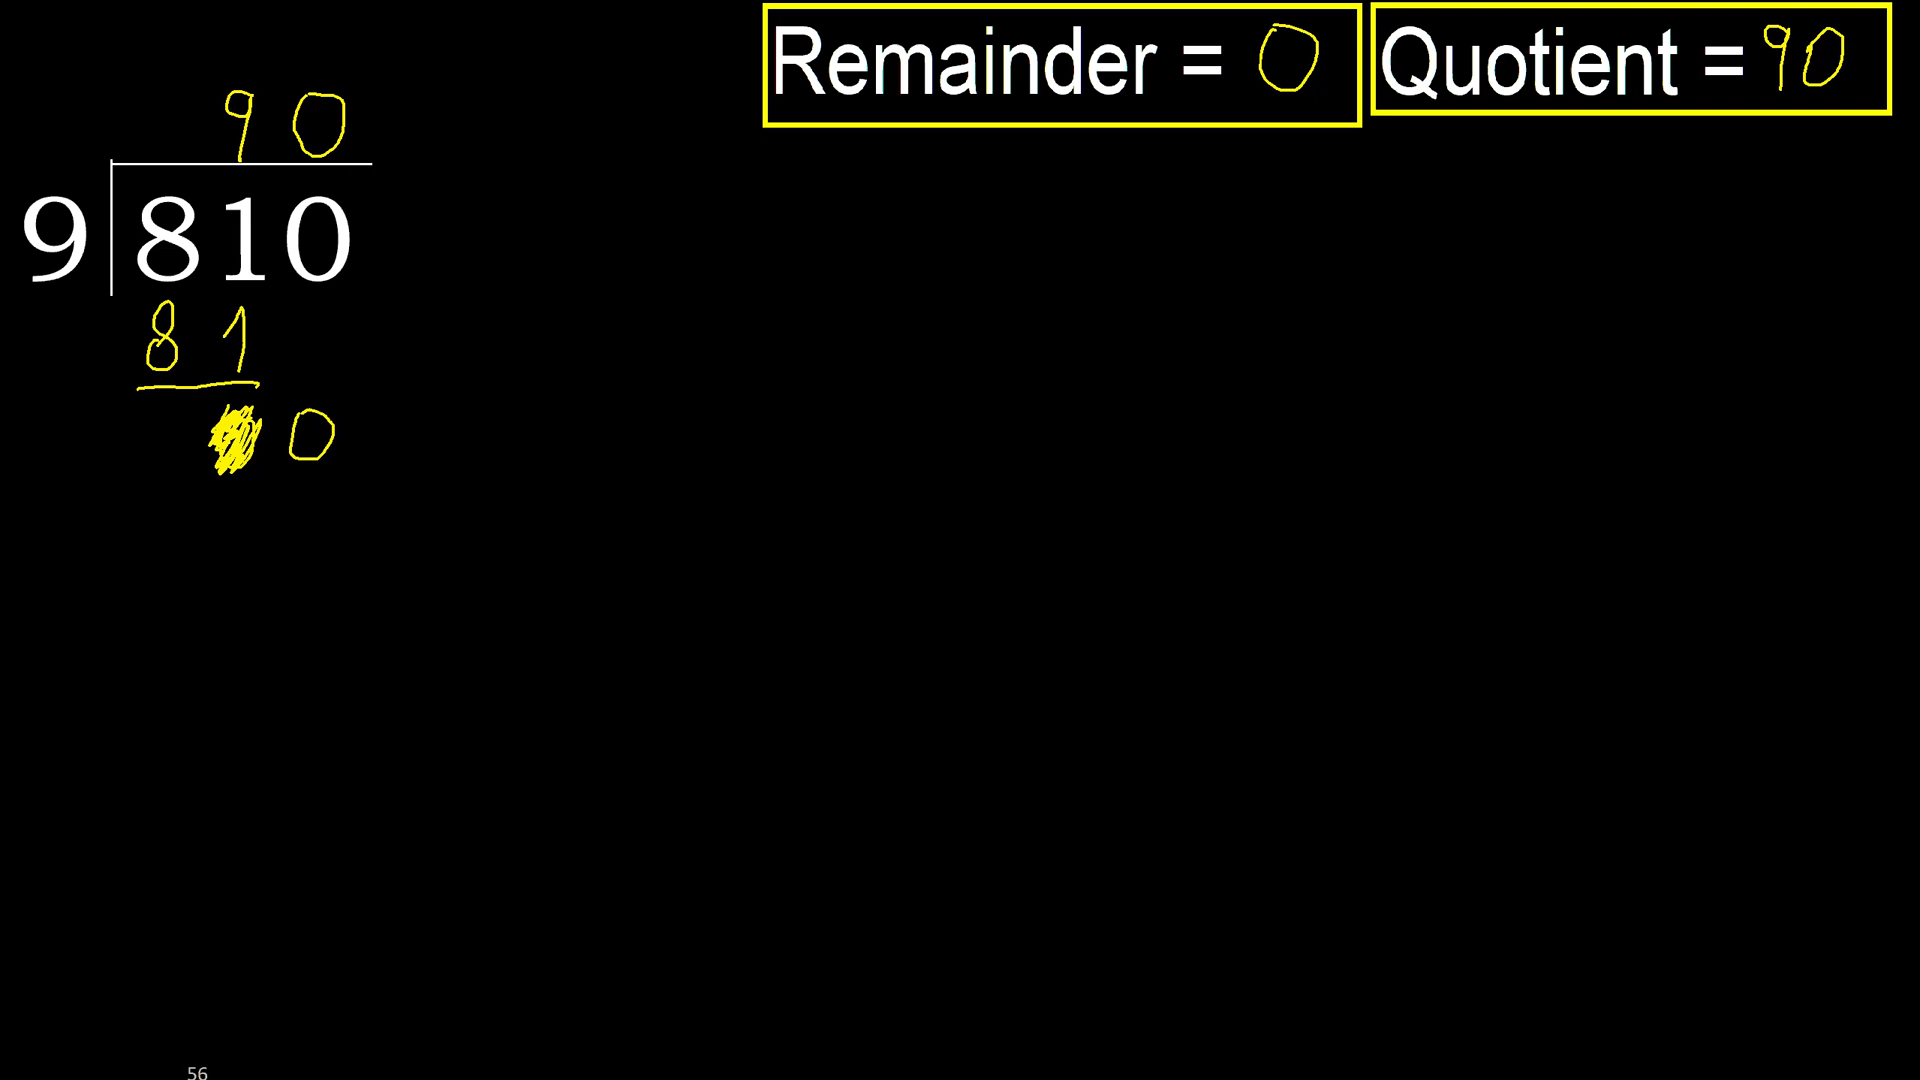 Remainder = 0
Quotient = 90
90
9 810
81
0
56